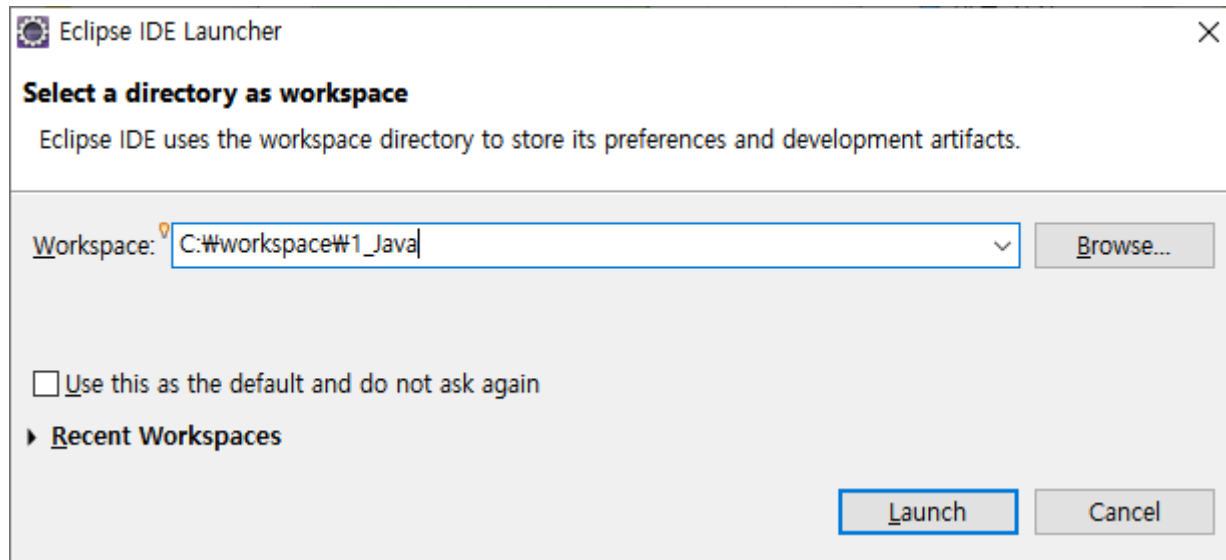 Eclipse IDE Launcher
Select a directory as workspace
Eclipse IDE uses the workspace directory to store its preferences and development artifacts.
Workspace: C:₩workspace₩1_Java Browse...
Use this as the default and do not ask again
Recent Workspaces
Launch Cancel